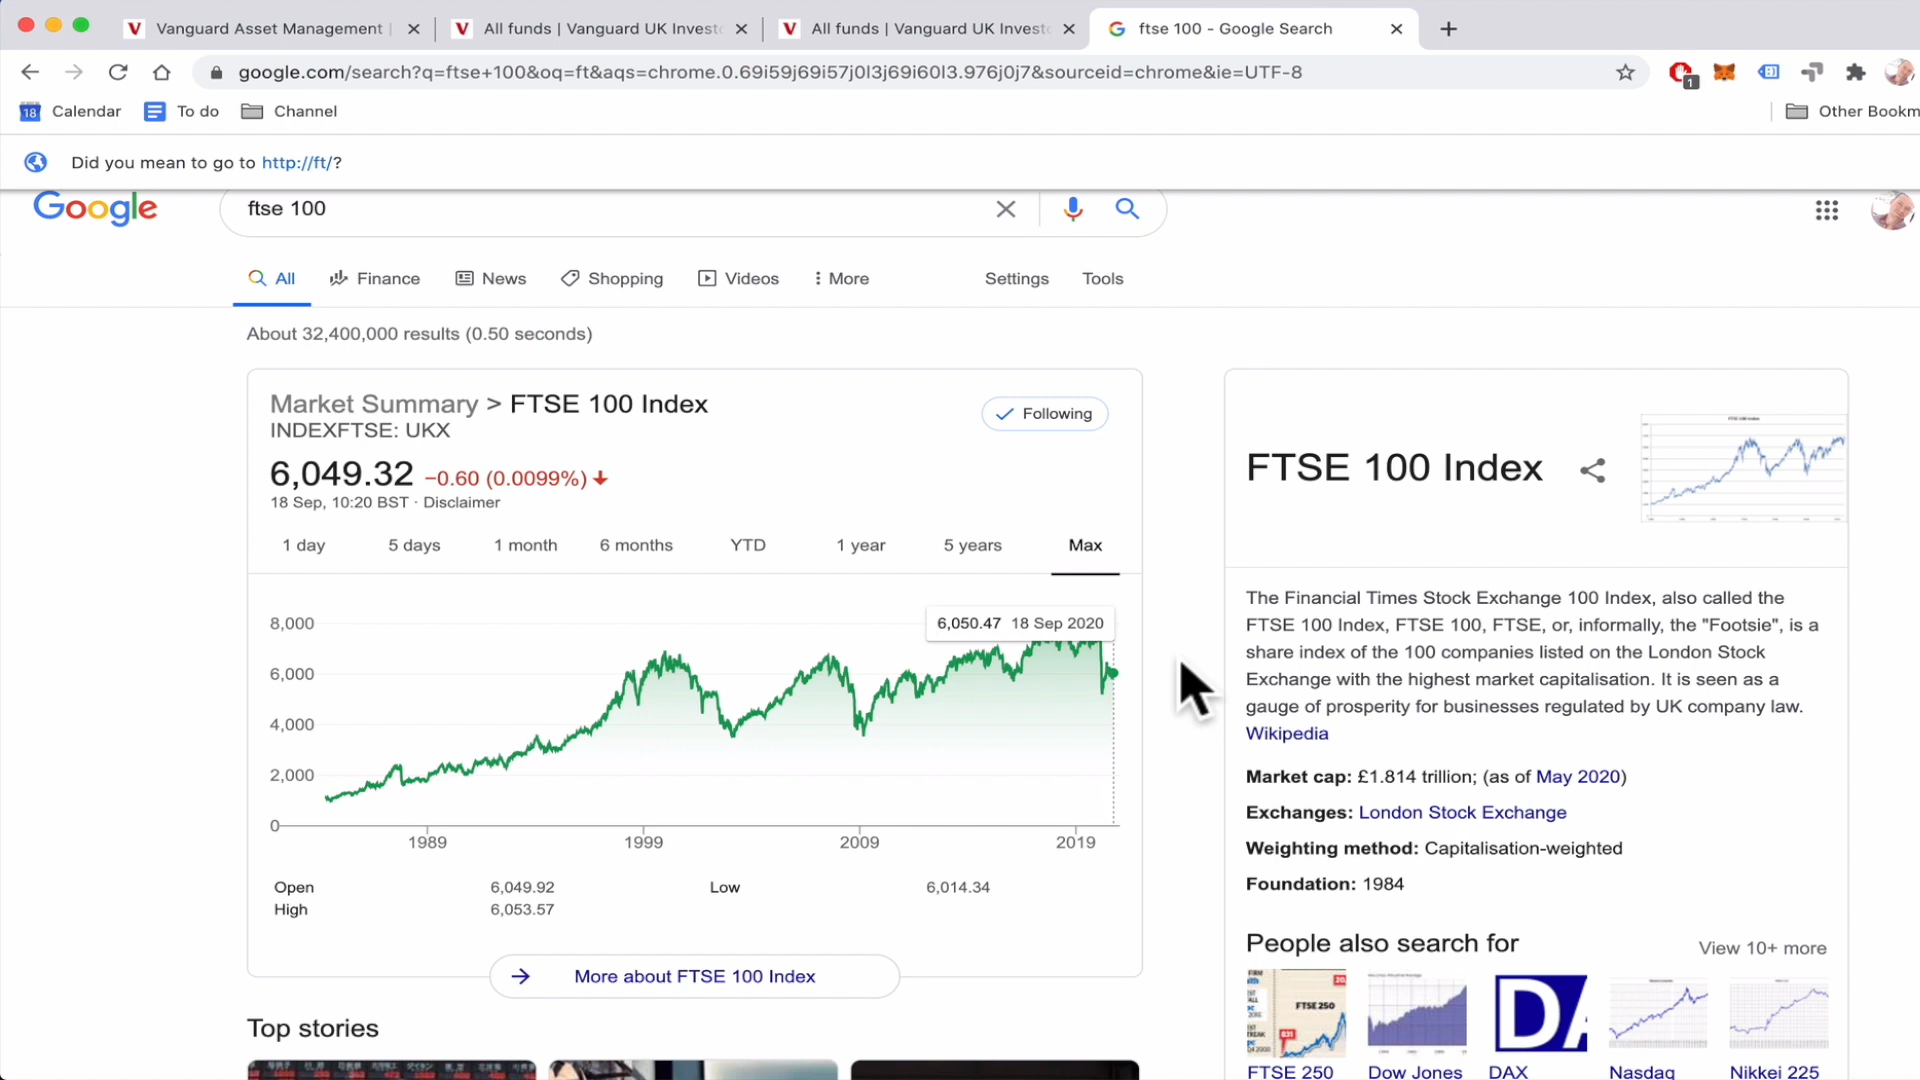 Vanguard Asset Management |
All funds | Vanguard UK Invest
All funds | Vanguard UK Invest
ftse 100 - Google Search
google.com/search?q=ftse+100&oq=ft&aqs=chrome.0.69i59j69i57j0l3j69i60l3.976j0j7&sourceid=chrome&ie=UTF-8
1
18 Calendar To do Channel Other Bookm
Did you mean to go to http://ft/?
Google
ftse 100
All Finance News Shopping Videos More Settings Tools
About 32,400,000 results (0.50 seconds)
Market Summary > FTSE 100 Index
INDEXFTSE: UKX
Following
6,049.32 −0.60 (0.0099%)
18 Sep, 10:20 BST · Disclaimer
1 day 5 days 1 month 6 months YTD 1 year 5 years Max
6,050.47 18 Sep 2020
8,000
6,000
4,000
2,000
0
1989 1999 2009 2019
Open 6,049.92 Low 6,014.34
High 6,053.57
More about FTSE 100 Index
Top stories
FTSE 100 Index
The Financial Times Stock Exchange 100 Index, also called the
FTSE 100 Index, FTSE 100, FTSE, or, informally, the "Footsie", is a
share index of the 100 companies listed on the London Stock
Exchange with the highest market capitalisation. It is seen as a
gauge of prosperity for businesses regulated by UK company law.
Wikipedia
Market cap: £1.814 trillion; (as of May 2020)
Exchanges: London Stock Exchange
Weighting method: Capitalisation-weighted
Foundation: 1984
People also search for
View 10+ more
FTSE 250
FTSE 250 Dow Jones DAX Nasdaq Nikkei 225